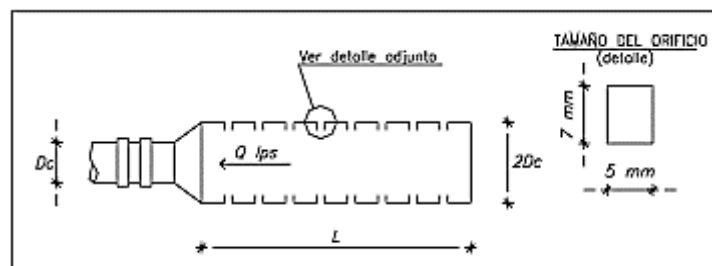 TAMAÑO DEL ORIFICIO
(detalle)
Ver detalle adjunto
7 mm
Dc
Q lps
2Dc
5 mm
L